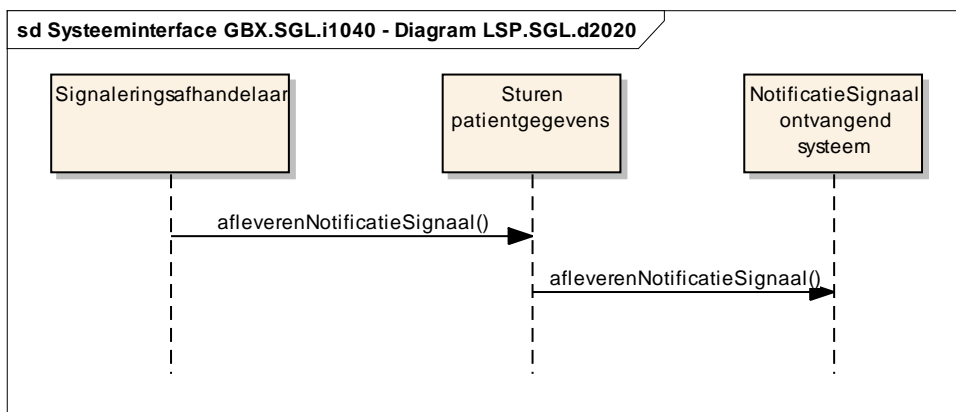 sd Systeeminterface GBX.SGL.i1040 - Diagram LSP.SGL.d2020
Signaleringsafhandelaar
Sturen
patientgegevens
NotificatieSignaal
ontvangend
systeem
afleverenNotificatieSignaal()
afleverenNotificatieSignaal()